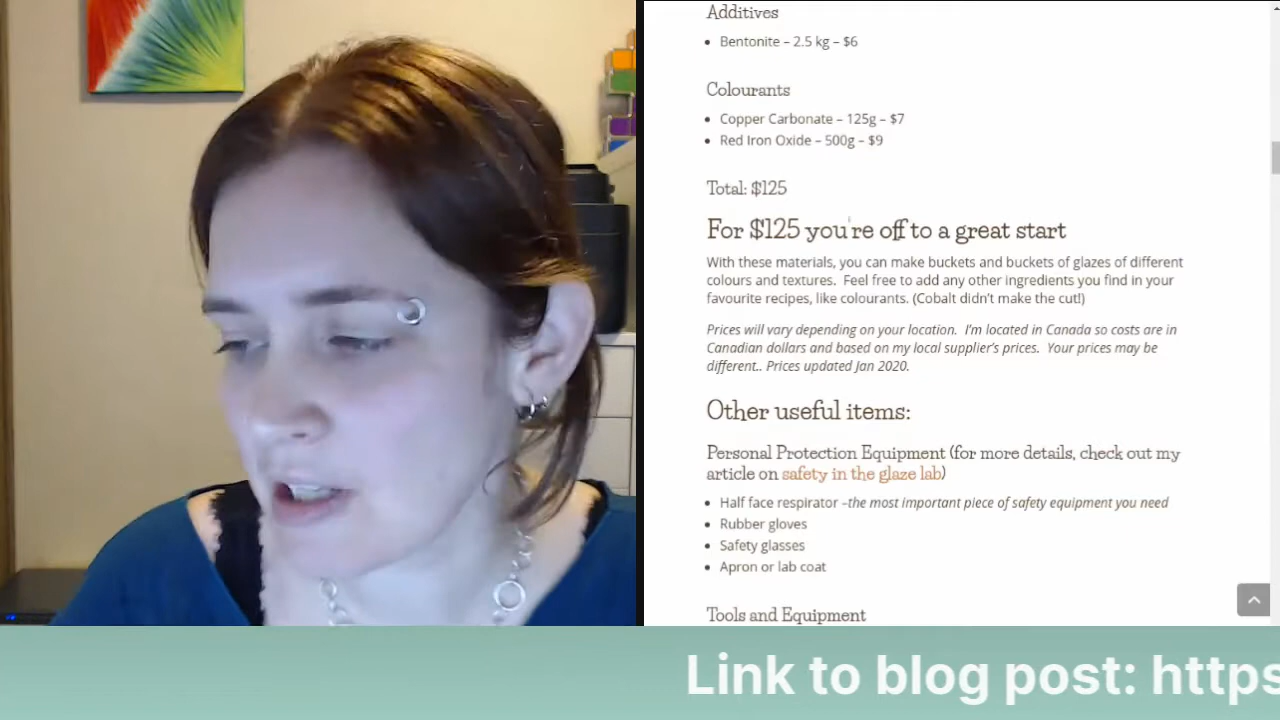 Additives
• Bentonite – 2.5 kg – $6
Colourants
• Copper Carbonate – 125g – $7
• Red Iron Oxide – 500g – $9
Total: $125
For $125 you're off to a great start
With these materials, you can make buckets and buckets of glazes of different
colours and textures.  Feel free to add any other ingredients you find in your
favourite recipes, like colourants. (Cobalt didn't make the cut!)
Prices will vary depending on your location.  I'm located in Canada so costs are in
Canadian dollars and based on my local supplier's prices.  Your prices may be
different.. Prices updated Jan 2020.
Other useful items:
Personal Protection Equipment (for more details, check out my
article on safety in the glaze lab)
• Half face respirator –the most important piece of safety equipment you need
• Rubber gloves
• Safety glasses
• Apron or lab coat
Tools and Equipment
Link to blog post: https